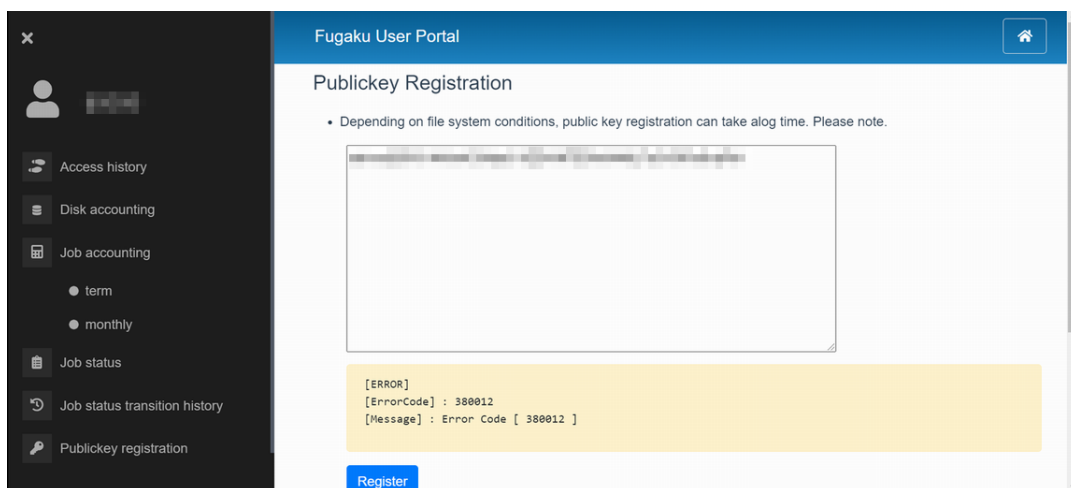 Fugaku User Portal
Publickey Registration
Depending on file system conditions, public key registration can take alog time. Please note.
Access history
Disk accounting
Job accounting
term
monthly
Job status
Job status transition history
Publickey registration
[ERROR]
[ErrorCode] : 380012
[Message] : Error Code [ 380012 ]
Register